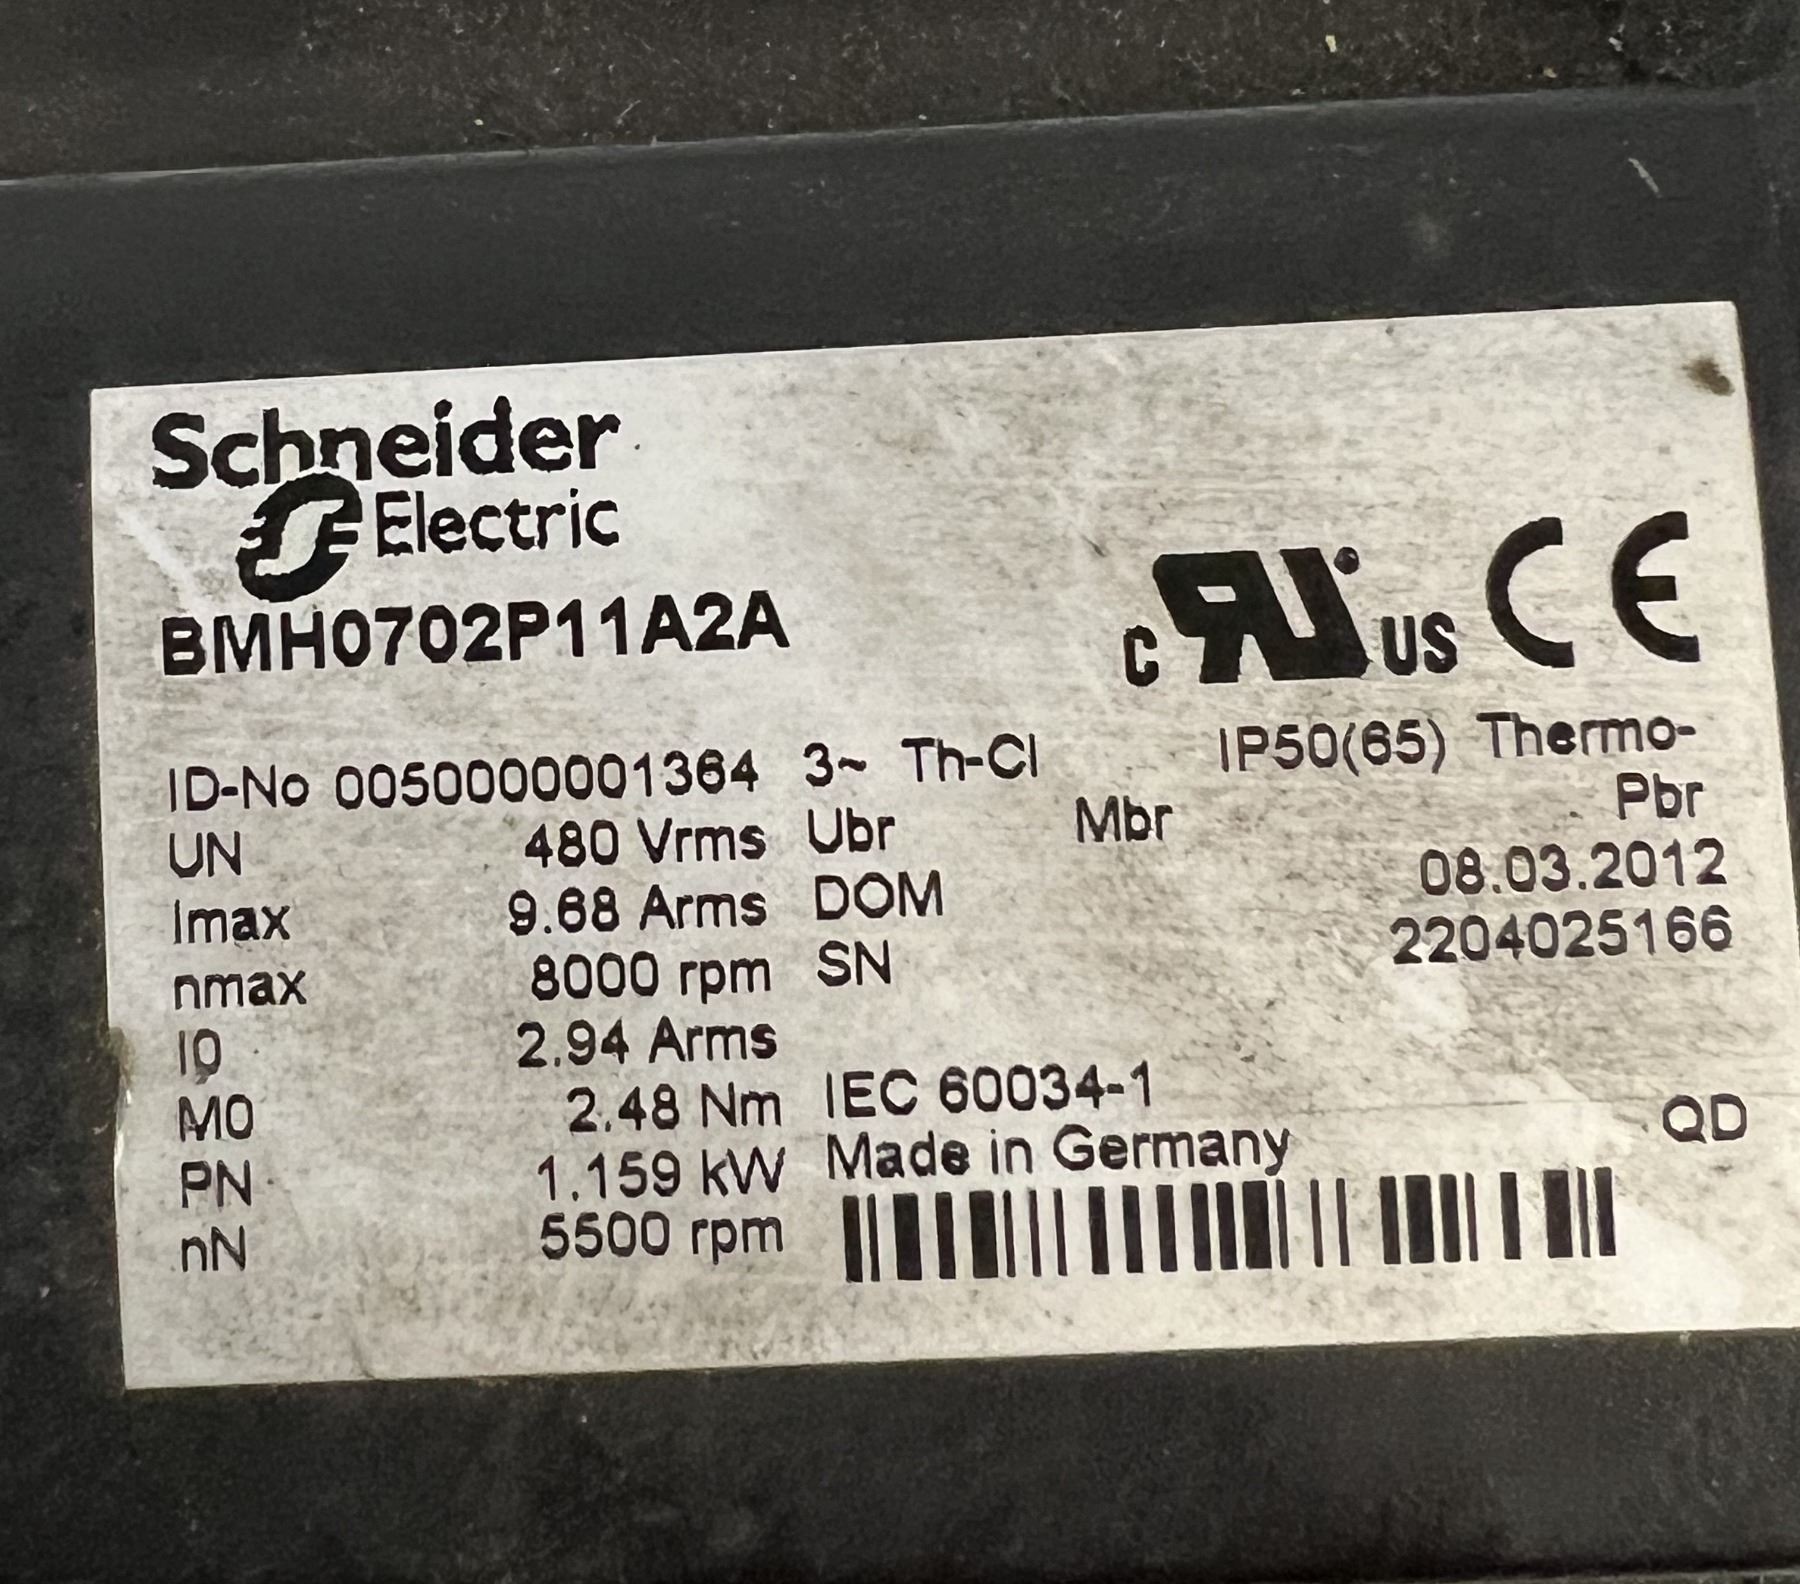 Schneider
Electric
BMH0702P11A2A
c RU US CE
ID-No 0050000001364 3~ Th-Cl IP50(65) Thermo-
UN 480 Vrms Ubr Mbr Pbr
Imax 9.68 Arms DOM 08.03.2012
nmax 8000 rpm SN 2204025166
I0 2.94 Arms
M0 2.48 Nm IEC 60034-1 QD
PN 1.159 kW Made in Germany
nN 5500 rpm